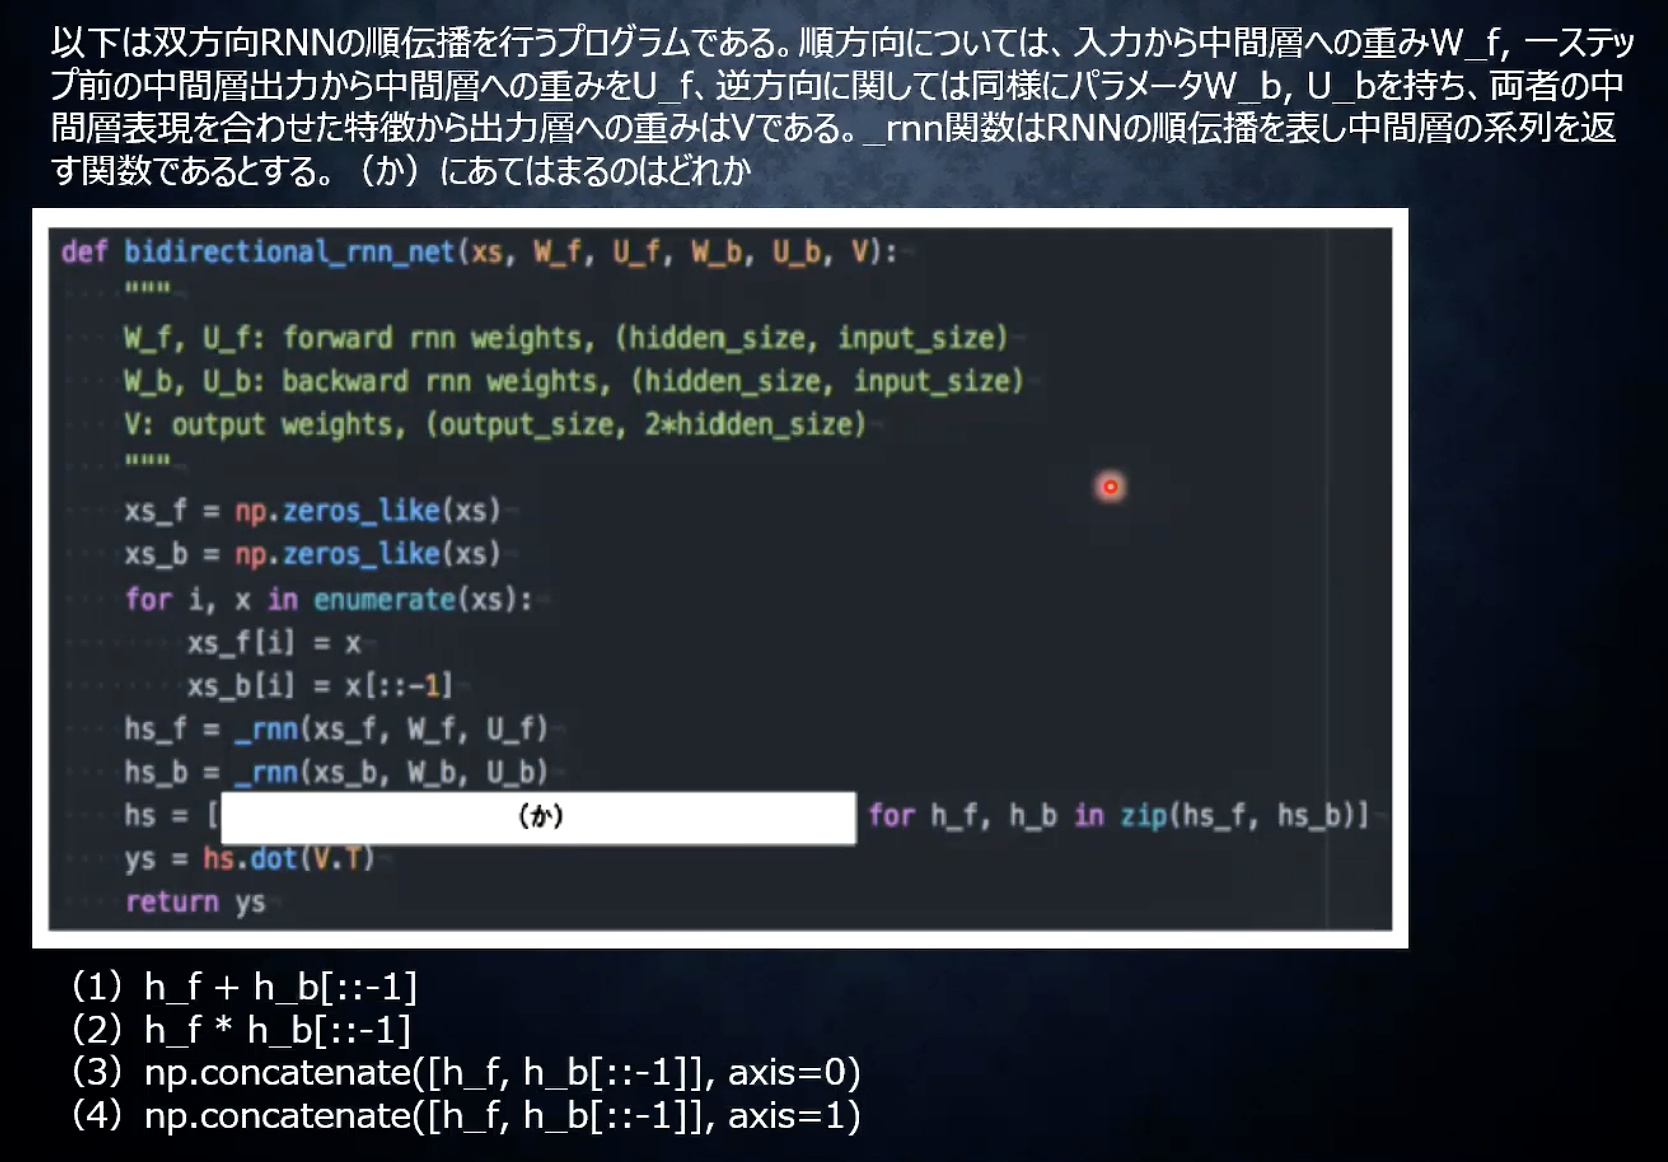 以下は双方向RNNの順伝播を行うプログラムである。順方向については、入力から中間層への重みW_f, 一ステッ
プ前の中間層出力から中間層への重みをU_f、逆方向に関しては同様にパラメータW_b, U_bを持ち、両者の中
間層表現を合わせた特徴から出力層への重みはVである。_rnn関数はRNNの順伝播を表し中間層の系列を返
す関数であるとする。（か）にあてはまるのはどれか
def bidirectional_rnn_net(xs, W_f, U_f, W_b, U_b, V):
"""
W_f, U_f: forward rnn weights, (hidden_size, input_size)
W_b, U_b: backward rnn weights, (hidden_size, input_size)
V: output weights, (output_size, 2*hidden_size)
"""
xs_f = np.zeros_like(xs)
xs_b = np.zeros_like(xs)
for i, x in enumerate(xs):
xs_f[i] = x
xs_b[i] = x[::-1]
hs_f = _rnn(xs_f, W_f, U_f)
hs_b = _rnn(xs_b, W_b, U_b)
hs = [ （か） for h_f, h_b in zip(hs_f, hs_b)]
ys = hs.dot(V.T)
return ys
（1）h_f + h_b[::-1]
（2）h_f * h_b[::-1]
（3）np.concatenate([h_f, h_b[::-1]], axis=0)
（4）np.concatenate([h_f, h_b[::-1]], axis=1)